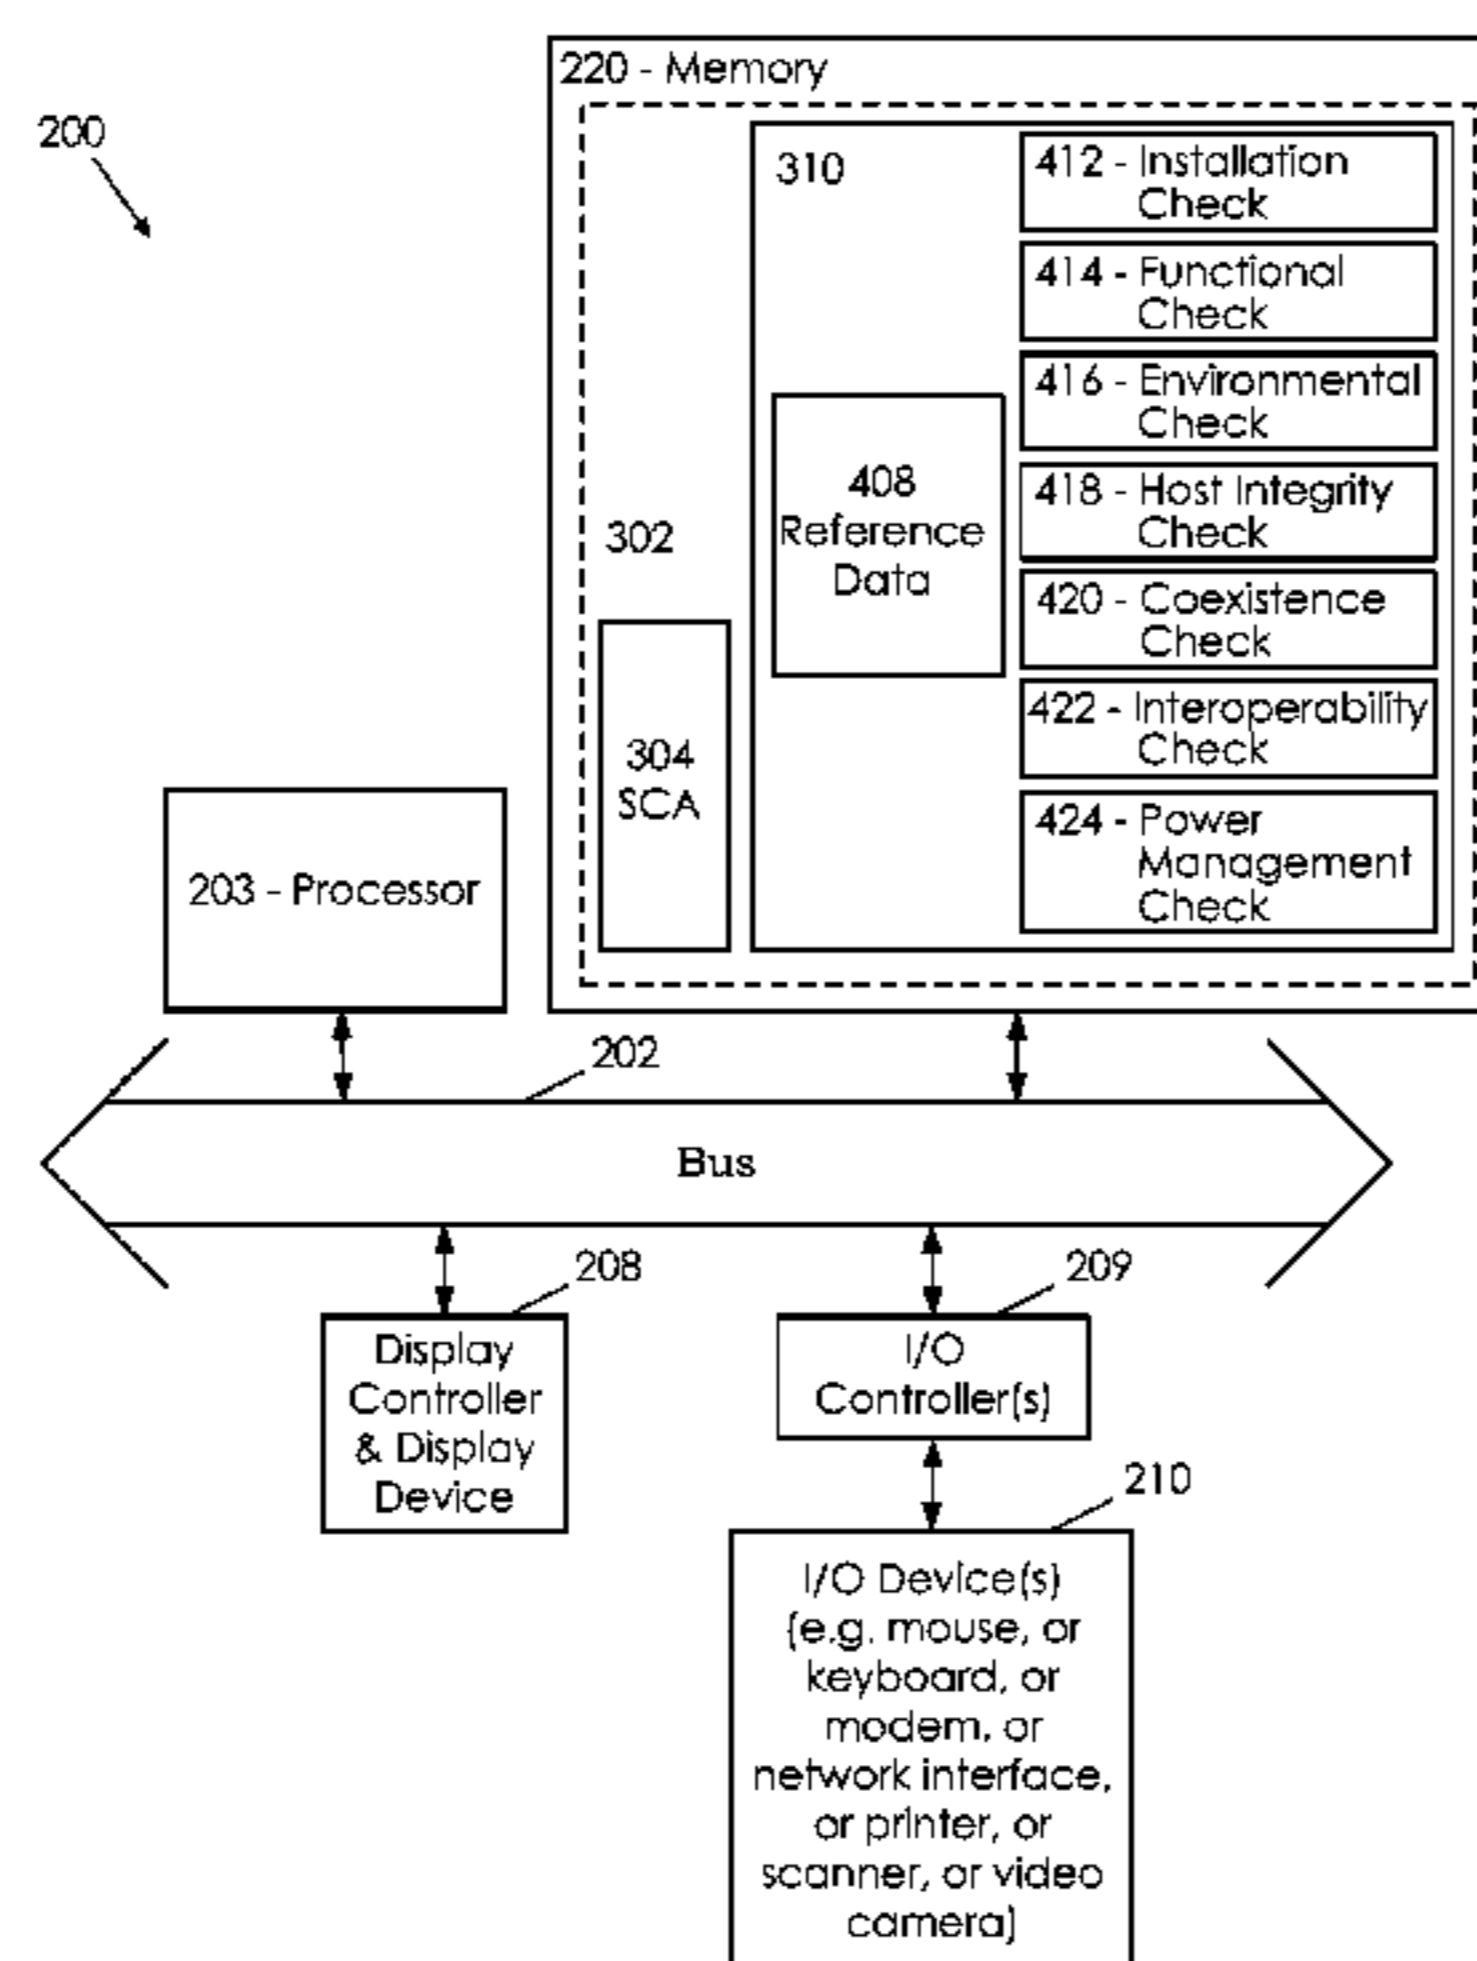 220 - Memory
200
310
412 - Installation
Check
414 - Functional
Check
416 - Environmental
Check
408
Reference
Data
418 - Host Integrity
Check
302
420 - Coexistence
Check
422 - Interoperability
Check
304
SCA
424 - Power
Management
Check
203 - Processor
202
Bus
208
209
Display
Controller
& Display
Device
I/O
Controller(s)
210
I/O Device(s)
(e.g. mouse, or
keyboard, or
modem, or
network interface,
or printer, or
scanner, or video
camera)